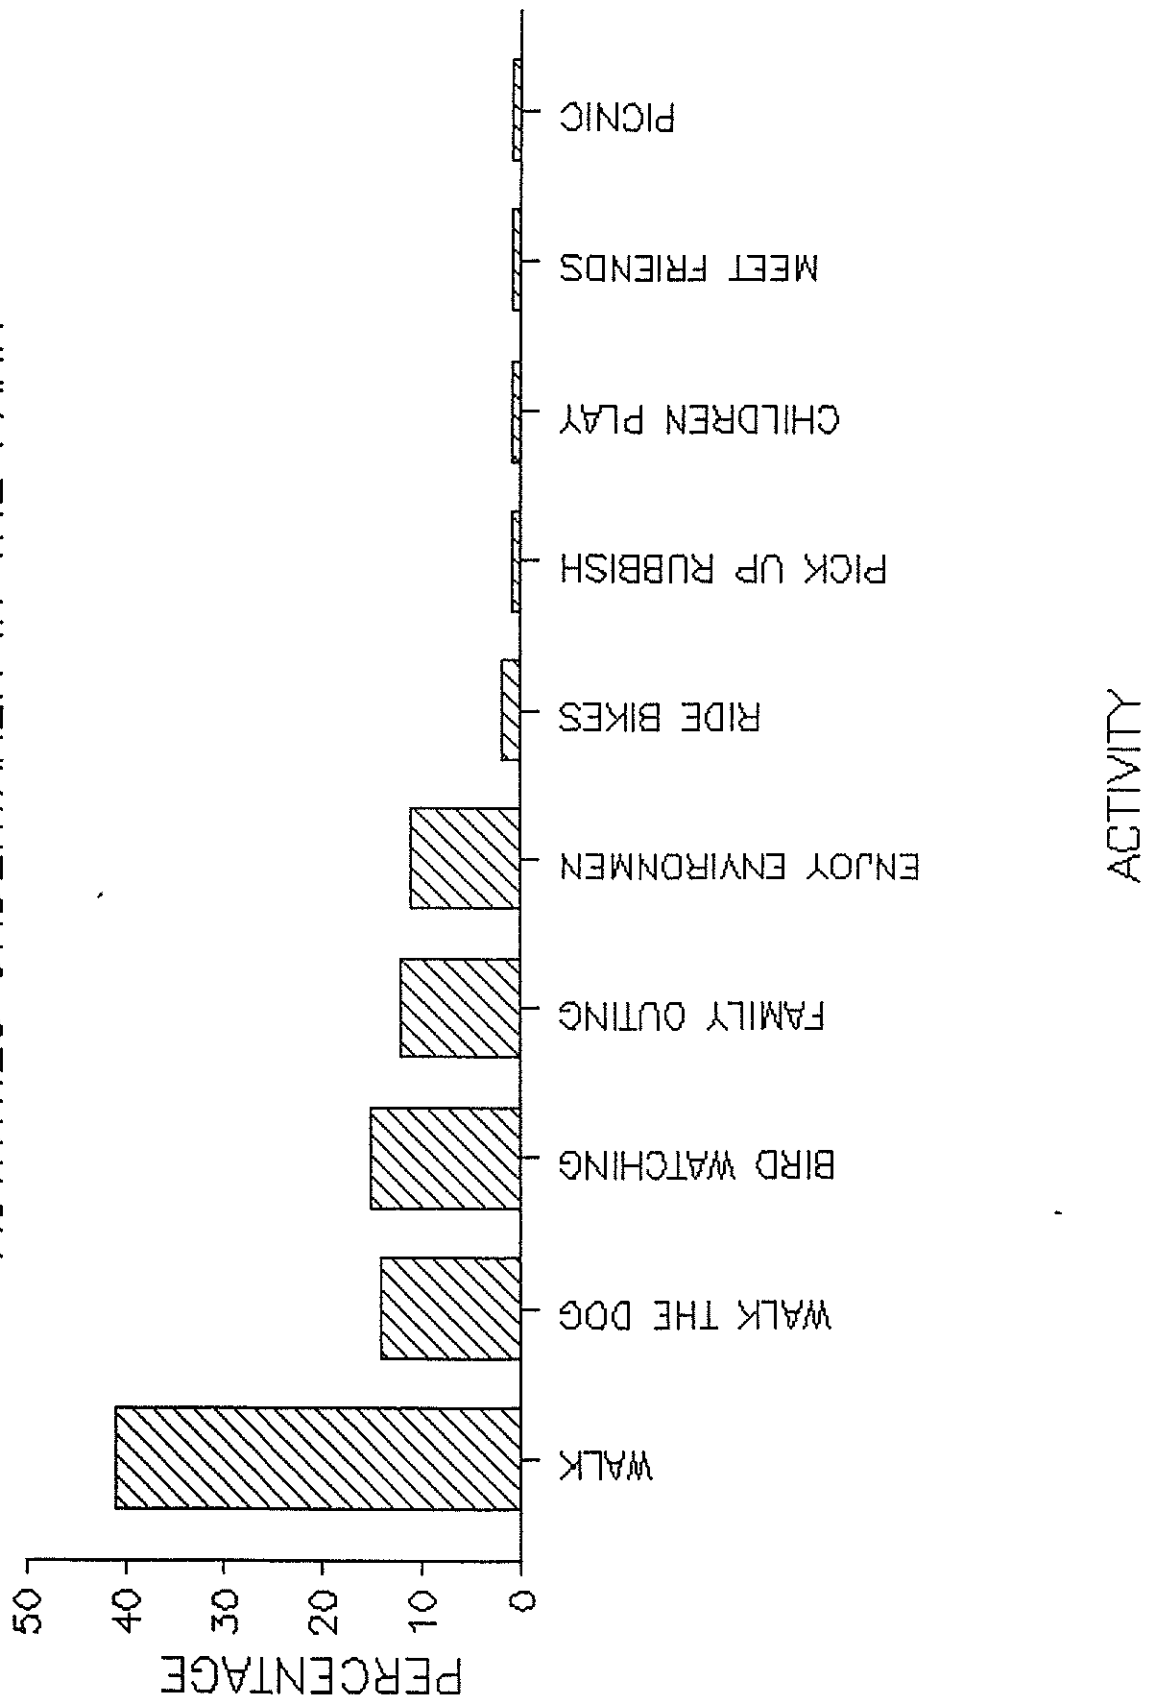 PERCENTAGE
50
40
30
20
10
0
WALK
WALK THE DOG
BIRD WATCHING
FAMILY OUTING
ENJOY ENVIRONMEN
RIDE BIKES
PICK UP RUBBISH
CHILDREN PLAY
MEET FRIENDS
PICNIC
ACTIVITY